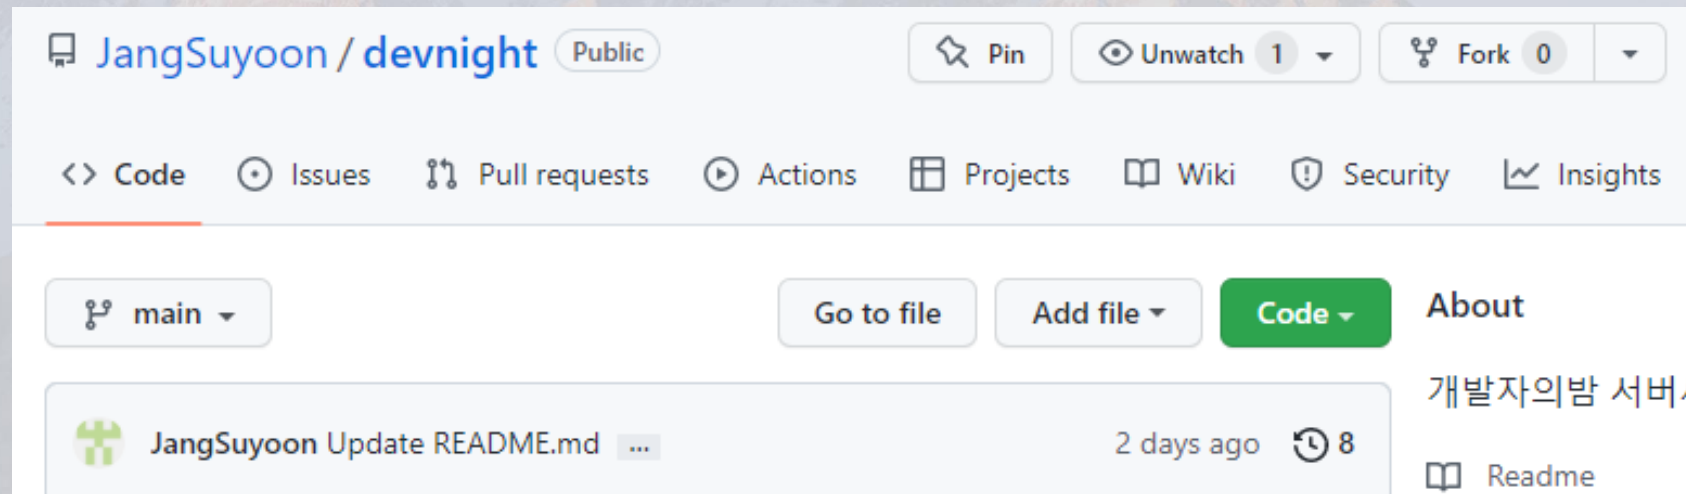 JangSuyoon / devnight Public Pin Unwatch 1 Fork 0
Code Issues Pull requests Actions Projects Wiki Security Insights
main Go to file Add file Code About
개발자의밤
JangSuyoon Update README.md ... 2 days ago 8
Readme